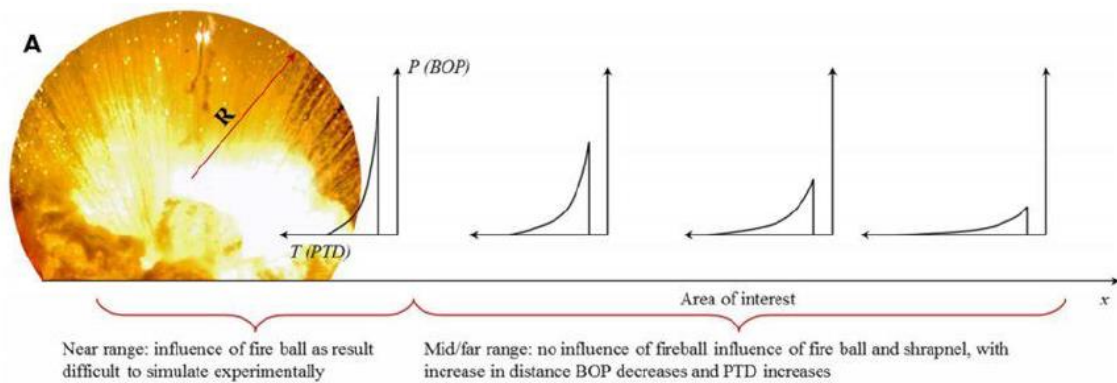 A
R
P (BOP)
T (PTD)
Area of interest
x
Near range: influence of fire ball as result
difficult to simulate experimentally
Mid/far range: no influence of fireball influence of fire ball and shrapnel, with
increase in distance BOP decreases and PTD increases